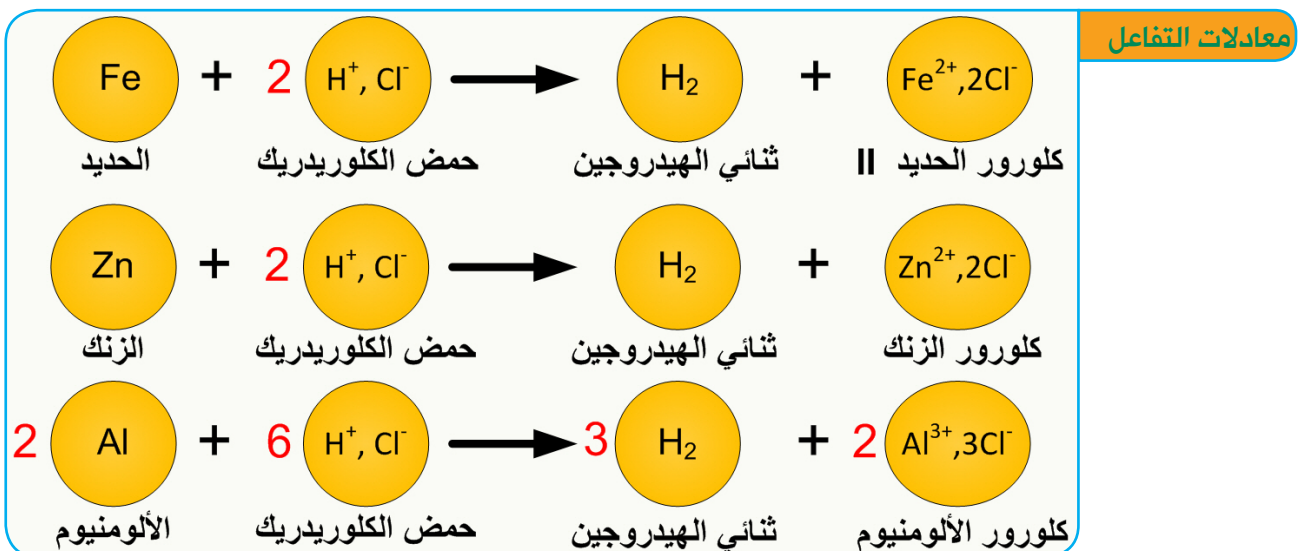 معادلات التفاعل
Fe + 2 H⁺, Cl⁻ → H₂ + Fe²⁺,2Cl⁻
الحديد حمض الكلوريدريك ثنائي الهيدروجين كلورور الحديد II
Zn + 2 H⁺, Cl⁻ → H₂ + Zn²⁺,2Cl⁻
الزنك حمض الكلوريدريك ثنائي الهيدروجين كلورور الزنك
2 Al + 6 H⁺, Cl⁻ → 3 H₂ + 2 Al³⁺,3Cl⁻
الألومنيوم حمض الكلوريدريك ثنائي الهيدروجين كلورور الألومنيوم